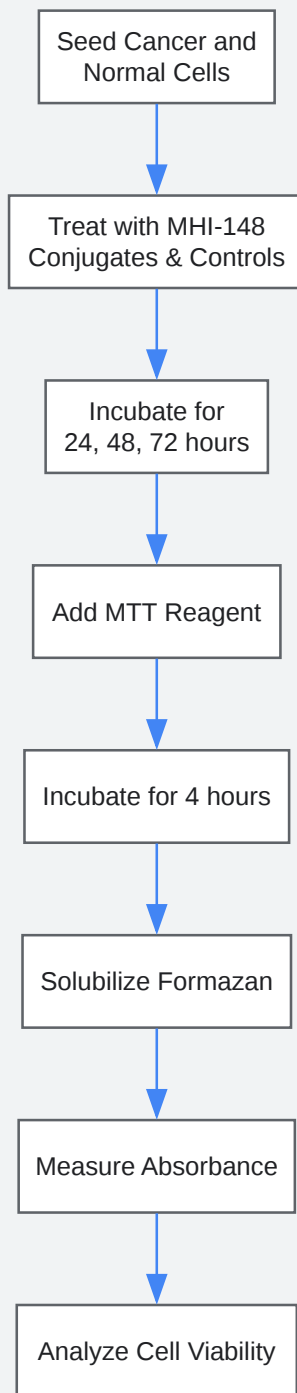 Seed Cancer and
Normal Cells
Treat with MHI-148
Conjugates & Controls
Incubate for
24, 48, 72 hours
Add MTT Reagent
Incubate for 4 hours
Solubilize Formazan
Measure Absorbance
Analyze Cell Viability